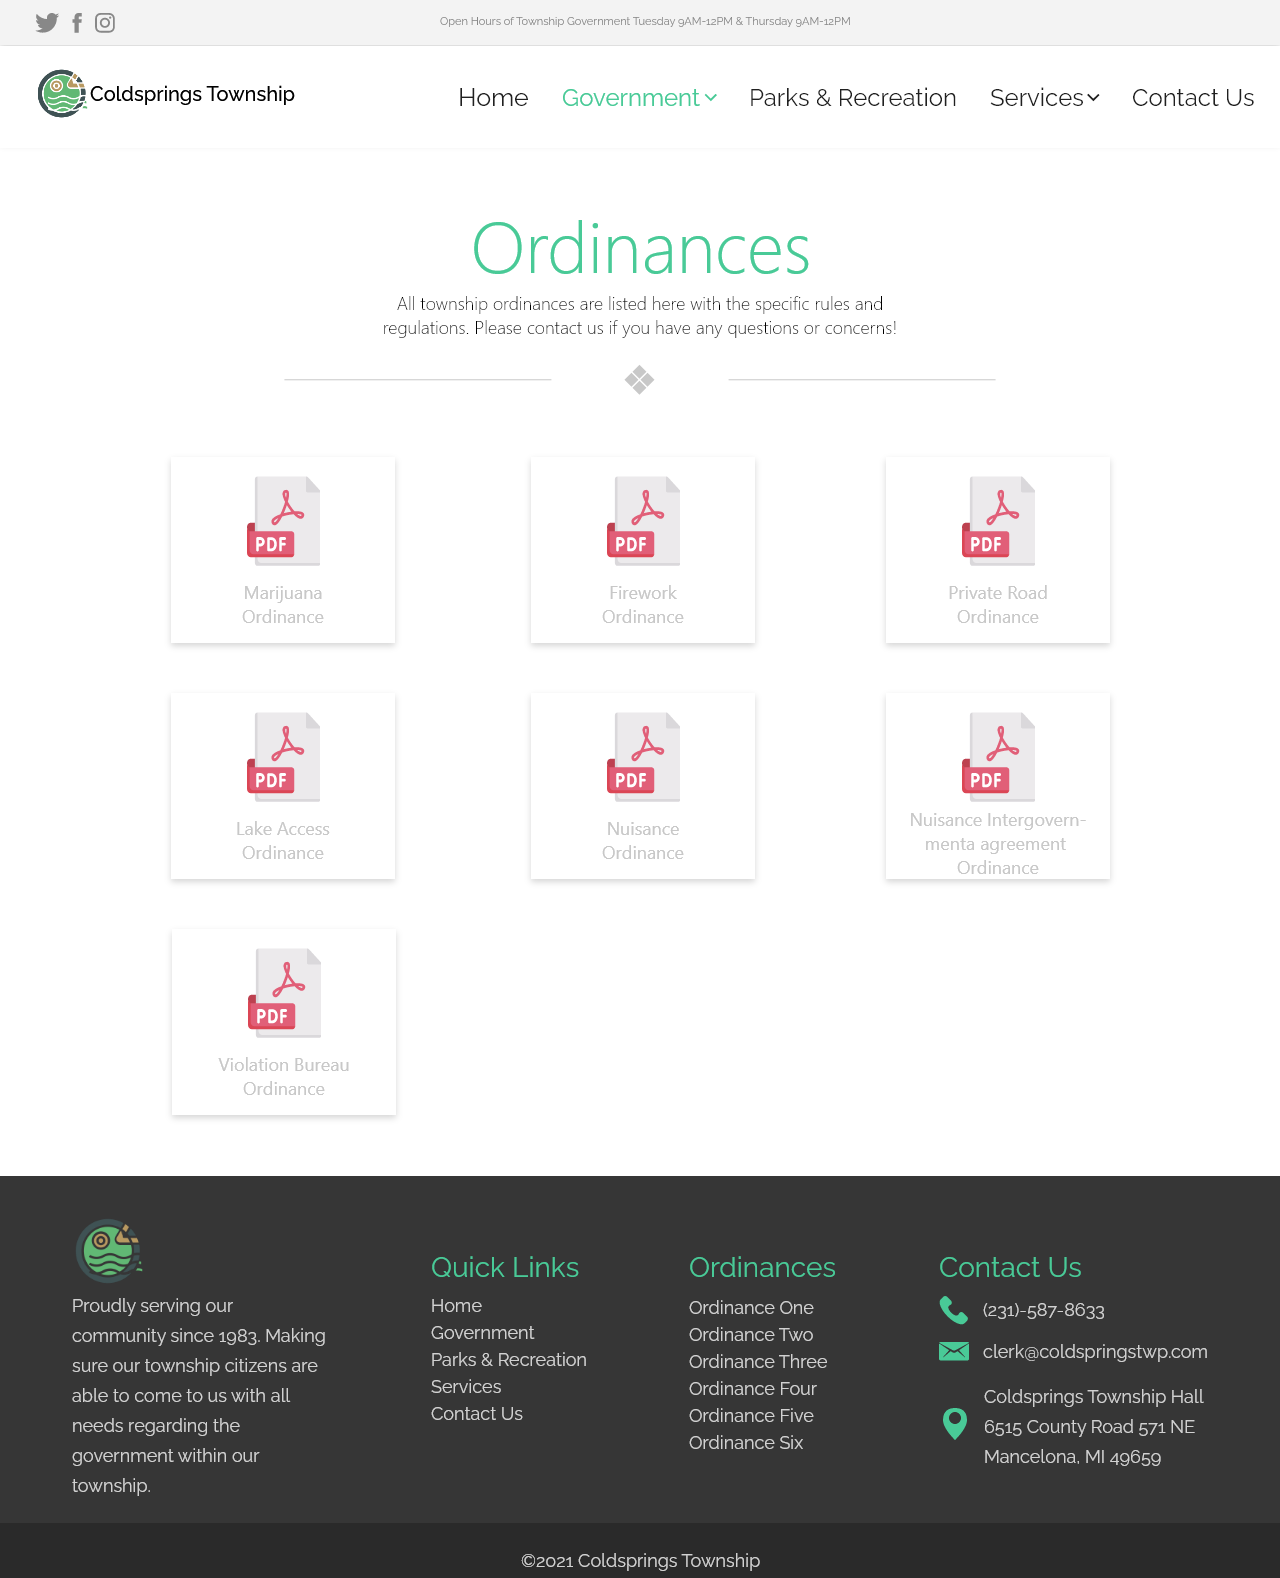 Open Hours of Township Government Tuesday 9AM-12PM & Thursday 9AM-12PM
Coldsprings Township
Home
Government
Parks & Recreation
Services
Contact Us
Ordinances
All township ordinances are listed here with the specific rules and
regulations. Please contact us if you have any questions or concerns!
PDF
Marijuana
Ordinance
PDF
Firework
Ordinance
PDF
Private Road
Ordinance
PDF
Lake Access
Ordinance
PDF
Nuisance
Ordinance
PDF
Nuisance Intergovern-
menta agreement
Ordinance
PDF
Violation Bureau
Ordinance
Proudly serving our
community since 1983. Making
sure our township citizens are
able to come to us with all
needs regarding the
government within our
township.
Quick Links
Home
Government
Parks & Recreation
Services
Contact Us
Ordinances
Ordinance One
Ordinance Two
Ordinance Three
Ordinance Four
Ordinance Five
Ordinance Six
Contact Us
(231)-587-8633
clerk@coldspringstwp.com
Coldsprings Township Hall
6515 County Road 571 NE
Mancelona, MI 49659
©2021 Coldsprings Township